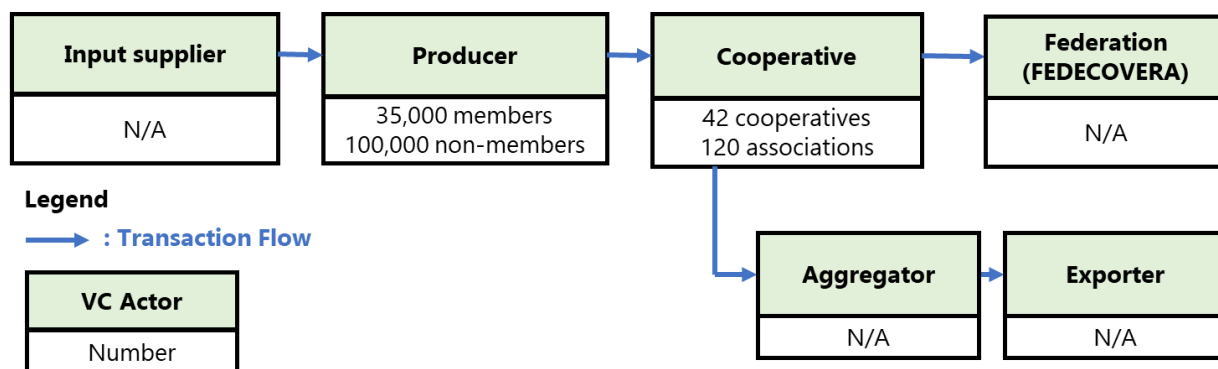 Input supplier
N/A
Producer
35,000 members
100,000 non-members
Cooperative
42 cooperatives
120 associations
Federation
(FEDECOVERA)
N/A
Legend
: Transaction Flow
VC Actor
Number
Aggregator
N/A
Exporter
N/A